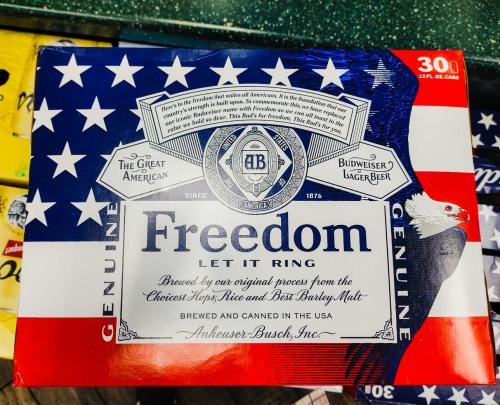 30
12 FL. OZ. CANS
Here's to the freedom that unites all Americans. It is the foundation that our
country's strength is built upon. To commemorate this, we have replaced
our iconic Budweiser name with Freedom so we can all toast to the
value we hold so dear. This Bud's for freedom. This Bud's for you.
THE GREAT
AMERICAN
UNITED
STATES
AB
OF
AMERICA
BUDWEISER
LAGER BEER
SINCE
1876
GENUINE
Freedom
LET IT RING
Brewed by our original process from the
Choicest Hops, Rice and Best Barley Malt
BREWED AND CANNED IN THE USA
Anheuser-Busch, Inc.
GENUINE
30